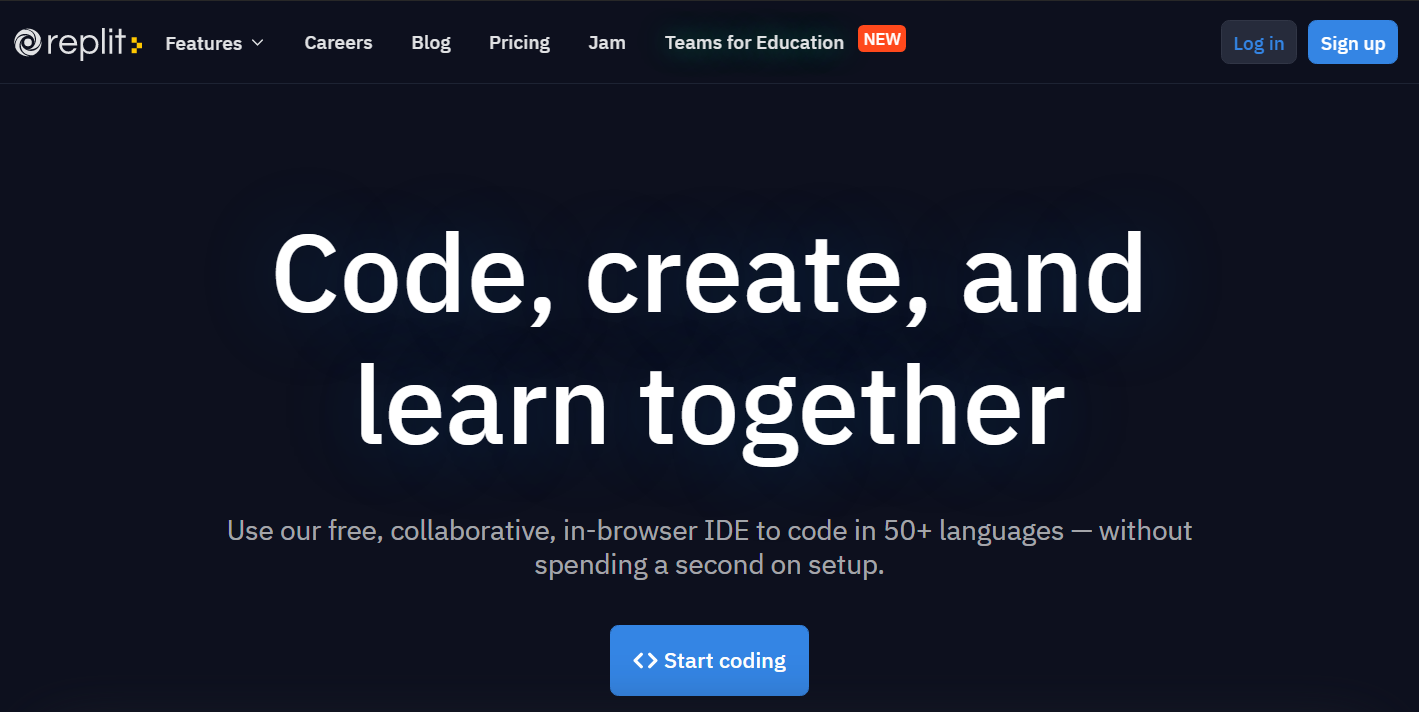 replit
Features
Careers
Blog
Pricing
Jam
Teams for Education
NEW
Log in
Sign up
Code, create, and
learn together
Use our free, collaborative, in-browser IDE to code in 50+ languages — without
spending a second on setup.
<> Start coding